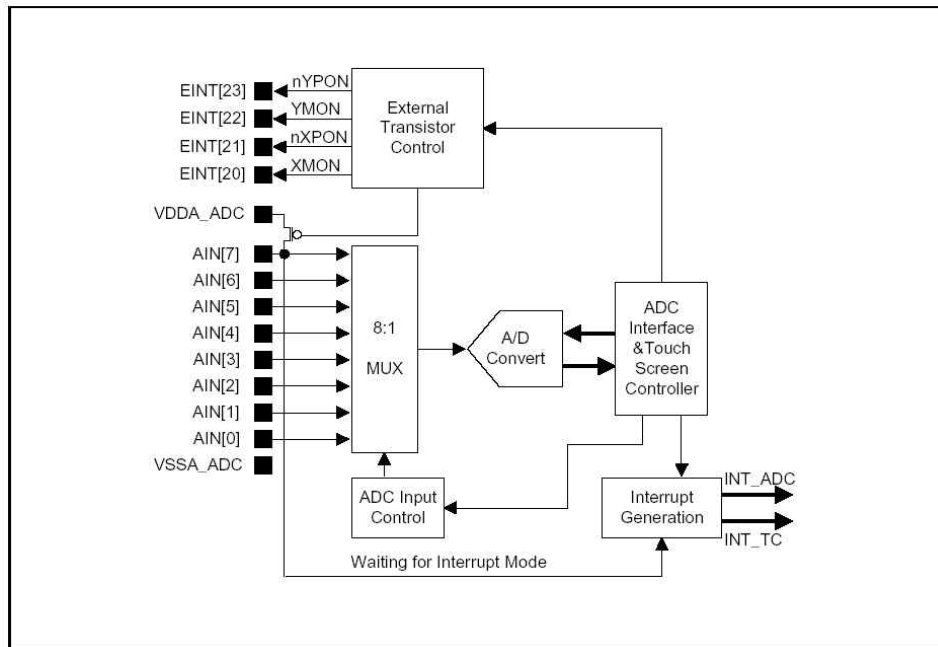 EINT[23]
nYPON
EINT[22]
YMON
EINT[21]
nXPON
EINT[20]
XMON
External
Transistor
Control
VDDA_ADC
AIN[7]
AIN[6]
AIN[5]
AIN[4]
AIN[3]
AIN[2]
AIN[1]
AIN[0]
VSSA_ADC
8:1
MUX
A/D
Convert
ADC
Interface
&Touch
Screen
Controller
ADC Input
Control
Interrupt
Generation
INT_ADC
INT_TC
Waiting for Interrupt Mode